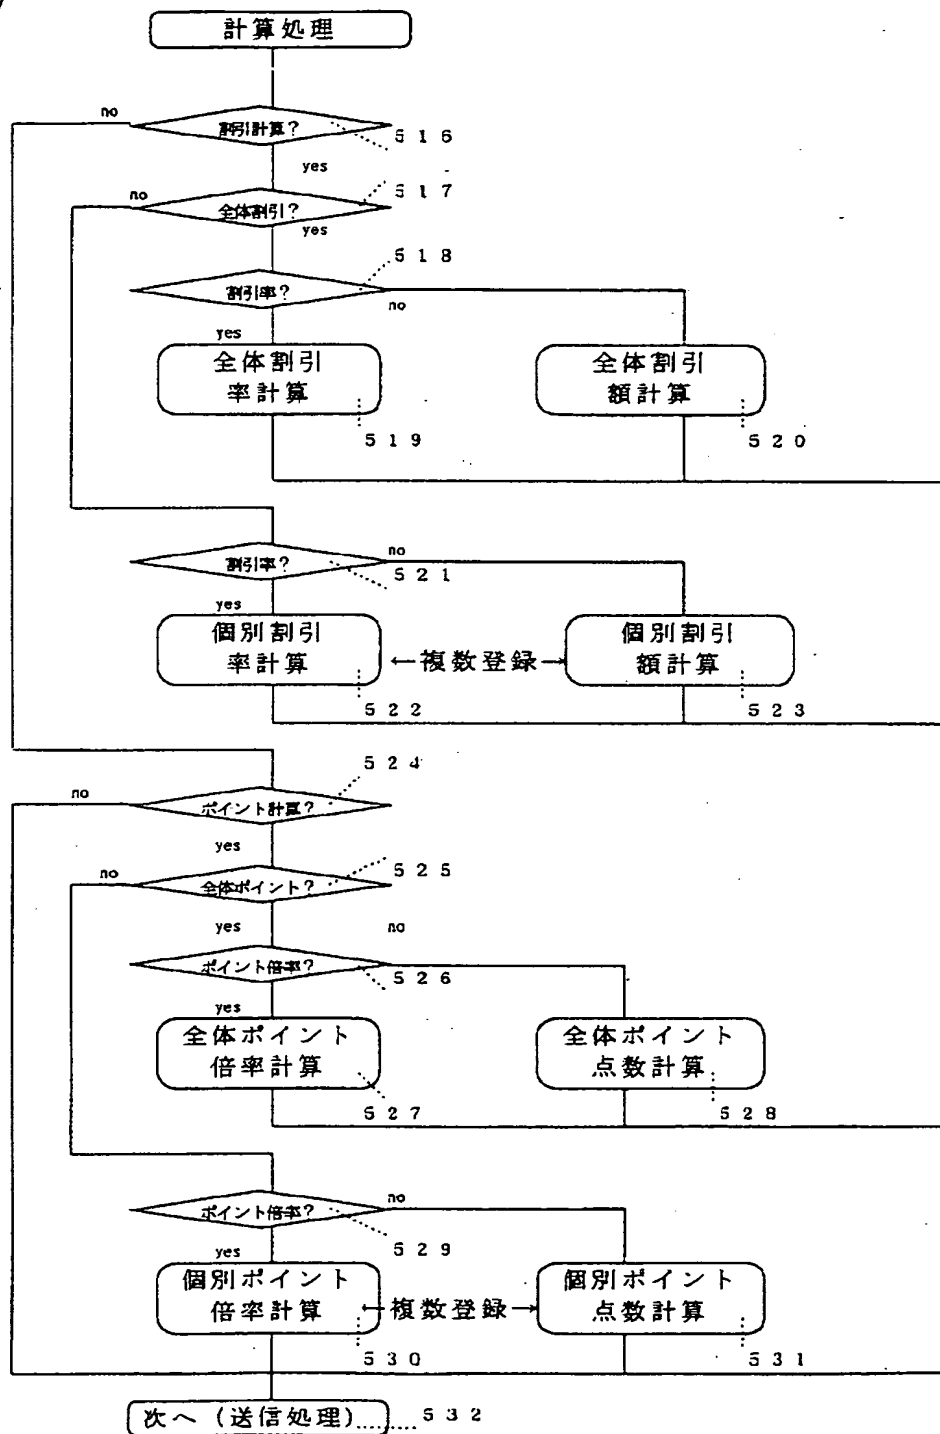 計算処理
no
割引計算?
516
yes
517
no
全体割引?
yes
518
割引率?
no
yes
全体割引
率計算
519
全体割引
額計算
520
no
割引率?
521
yes
個別割引
率計算
522
←複数登録→
個別割引
額計算
523
524
no
ポイント計算?
yes
525
no
全体ポイント?
yes
no
ポイント倍率?
526
yes
全体ポイント
倍率計算
527
全体ポイント
点数計算
528
no
ポイント倍率?
529
yes
個別ポイント
倍率計算
530
←複数登録→
個別ポイント
点数計算
531
次へ(送信処理)
532